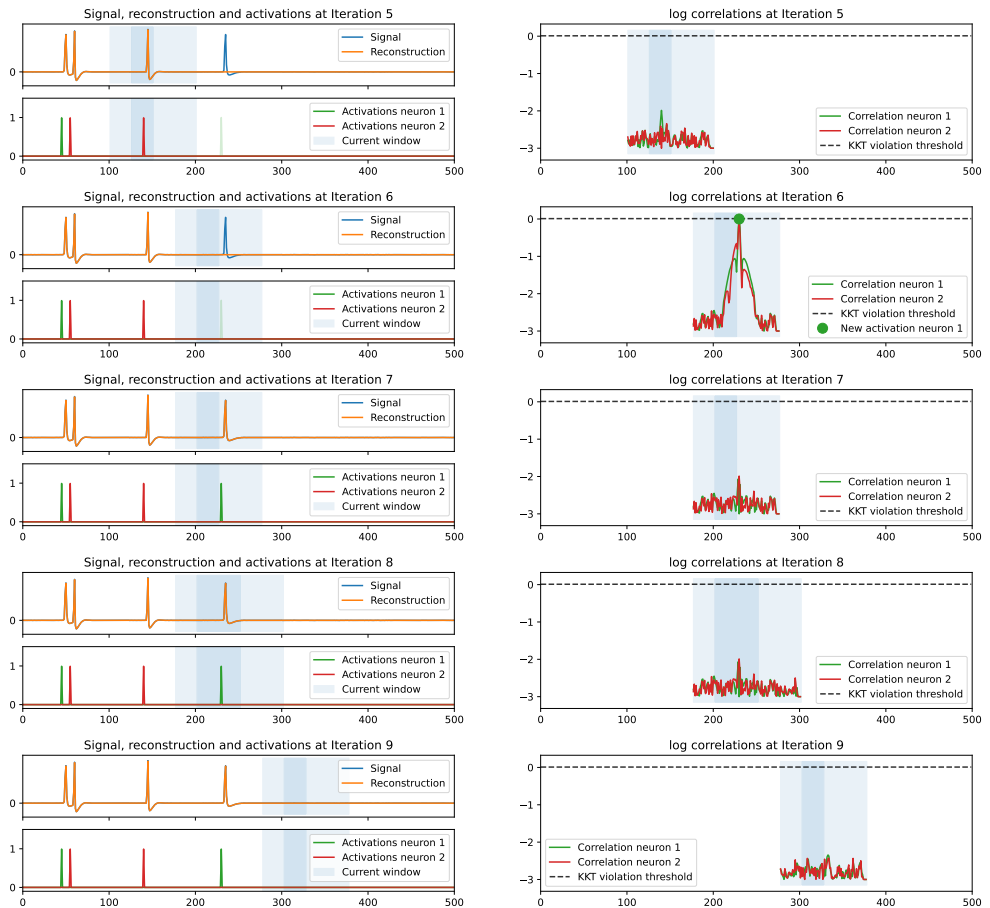 Signal, reconstruction and activations at Iteration 5
0
Signal
Reconstruction
1
0
Activations neuron 1
Activations neuron 2
Current window
0 100 200 300 400 500
log correlations at Iteration 5
0
−1
−2
−3
Correlation neuron 1
Correlation neuron 2
KKT violation threshold
0 100 200 300 400 500
Signal, reconstruction and activations at Iteration 6
0
Signal
Reconstruction
1
0
Activations neuron 1
Activations neuron 2
Current window
0 100 200 300 400 500
log correlations at Iteration 6
0
−1
−2
−3
Correlation neuron 1
Correlation neuron 2
KKT violation threshold
New activation neuron 1
0 100 200 300 400 500
Signal, reconstruction and activations at Iteration 7
0
Signal
Reconstruction
1
0
Activations neuron 1
Activations neuron 2
Current window
0 100 200 300 400 500
log correlations at Iteration 7
0
−1
−2
−3
Correlation neuron 1
Correlation neuron 2
KKT violation threshold
0 100 200 300 400 500
Signal, reconstruction and activations at Iteration 8
0
Signal
Reconstruction
1
0
Activations neuron 1
Activations neuron 2
Current window
0 100 200 300 400 500
log correlations at Iteration 8
0
−1
−2
−3
Correlation neuron 1
Correlation neuron 2
KKT violation threshold
0 100 200 300 400 500
Signal, reconstruction and activations at Iteration 9
0
Signal
Reconstruction
1
0
Activations neuron 1
Activations neuron 2
Current window
0 100 200 300 400 500
log correlations at Iteration 9
0
−1
−2
−3
Correlation neuron 1
Correlation neuron 2
KKT violation threshold
0 100 200 300 400 500